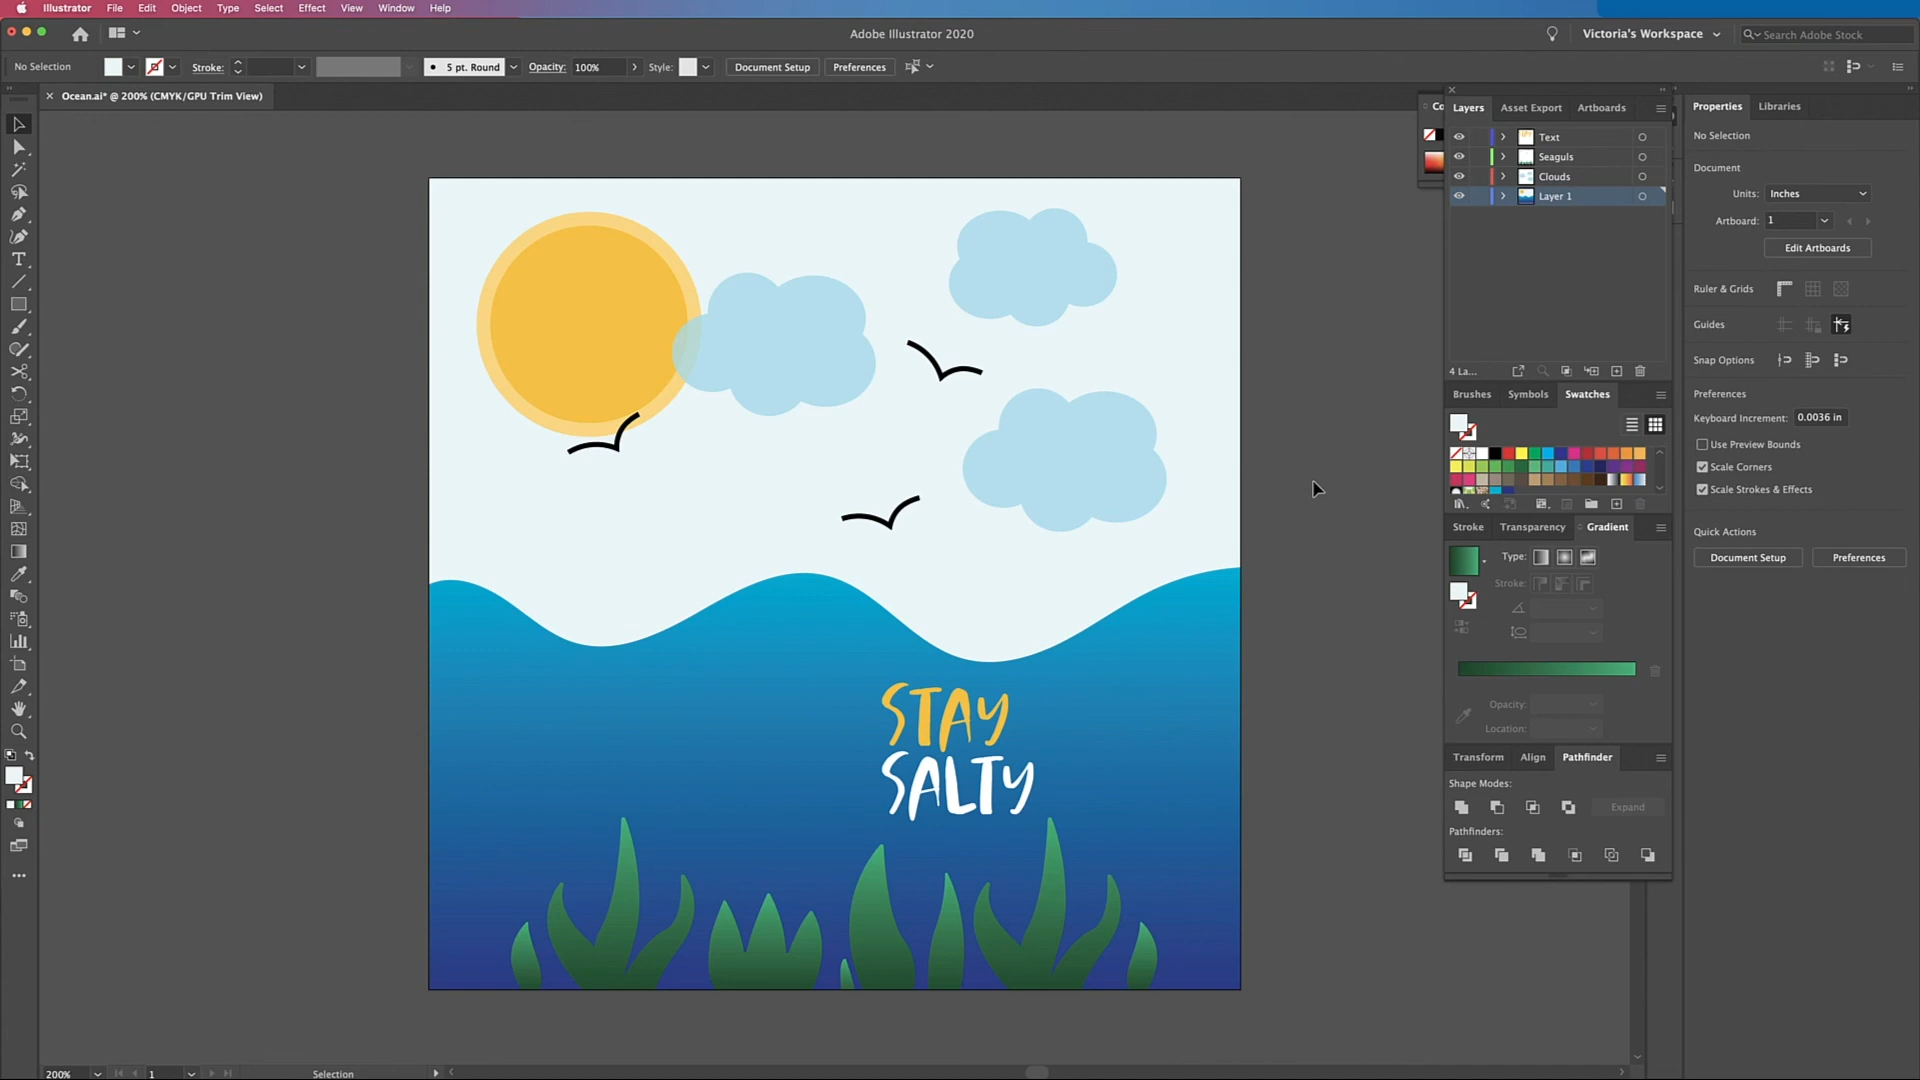 Illustrator File Edit Object Type Select Effect View Window Help
Adobe Illustrator 2020
Victoria's Workspace
Search Adobe Stock
No Selection
Stroke:
5 pt. Round
Opacity: 100%
Style:
Document Setup
Preferences
Ocean.ai* @ 200% (CMYK/GPU Trim View)
Layers Asset Export Artboards
Text
Seaguls
Clouds
Layer 1
4 La...
Brushes Symbols Swatches
Stroke Transparency Gradient
Type:
Stroke:
Opacity:
Location:
Transform Align Pathfinder
Shape Modes:
Expand
Pathfinders:
Properties Libraries
No Selection
Document
Units: Inches
Artboard: 1
Edit Artboards
Ruler & Grids
Guides
Snap Options
Preferences
Keyboard Increment: 0.0036 in
Use Preview Bounds
Scale Corners
Scale Strokes & Effects
Quick Actions
Document Setup Preferences
STAY
SALTY
200% 1 Selection